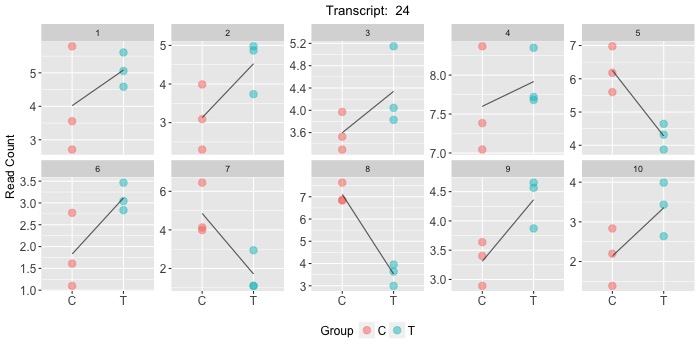 Transcript: 24
1 2 3 4 5
5 4 3
5 4 3
5.2 4.8 4.4 4.0 3.6
8.0 7.5 7.0
7 6 5 4
Read Count
6 7 8 9 10
3.5 3.0 2.5 2.0 1.5 1.0
6 4 2
7 6 5 4 3
4.5 4.0 3.5 3.0
4 3 2
C T C T C T C T C T
Group C T